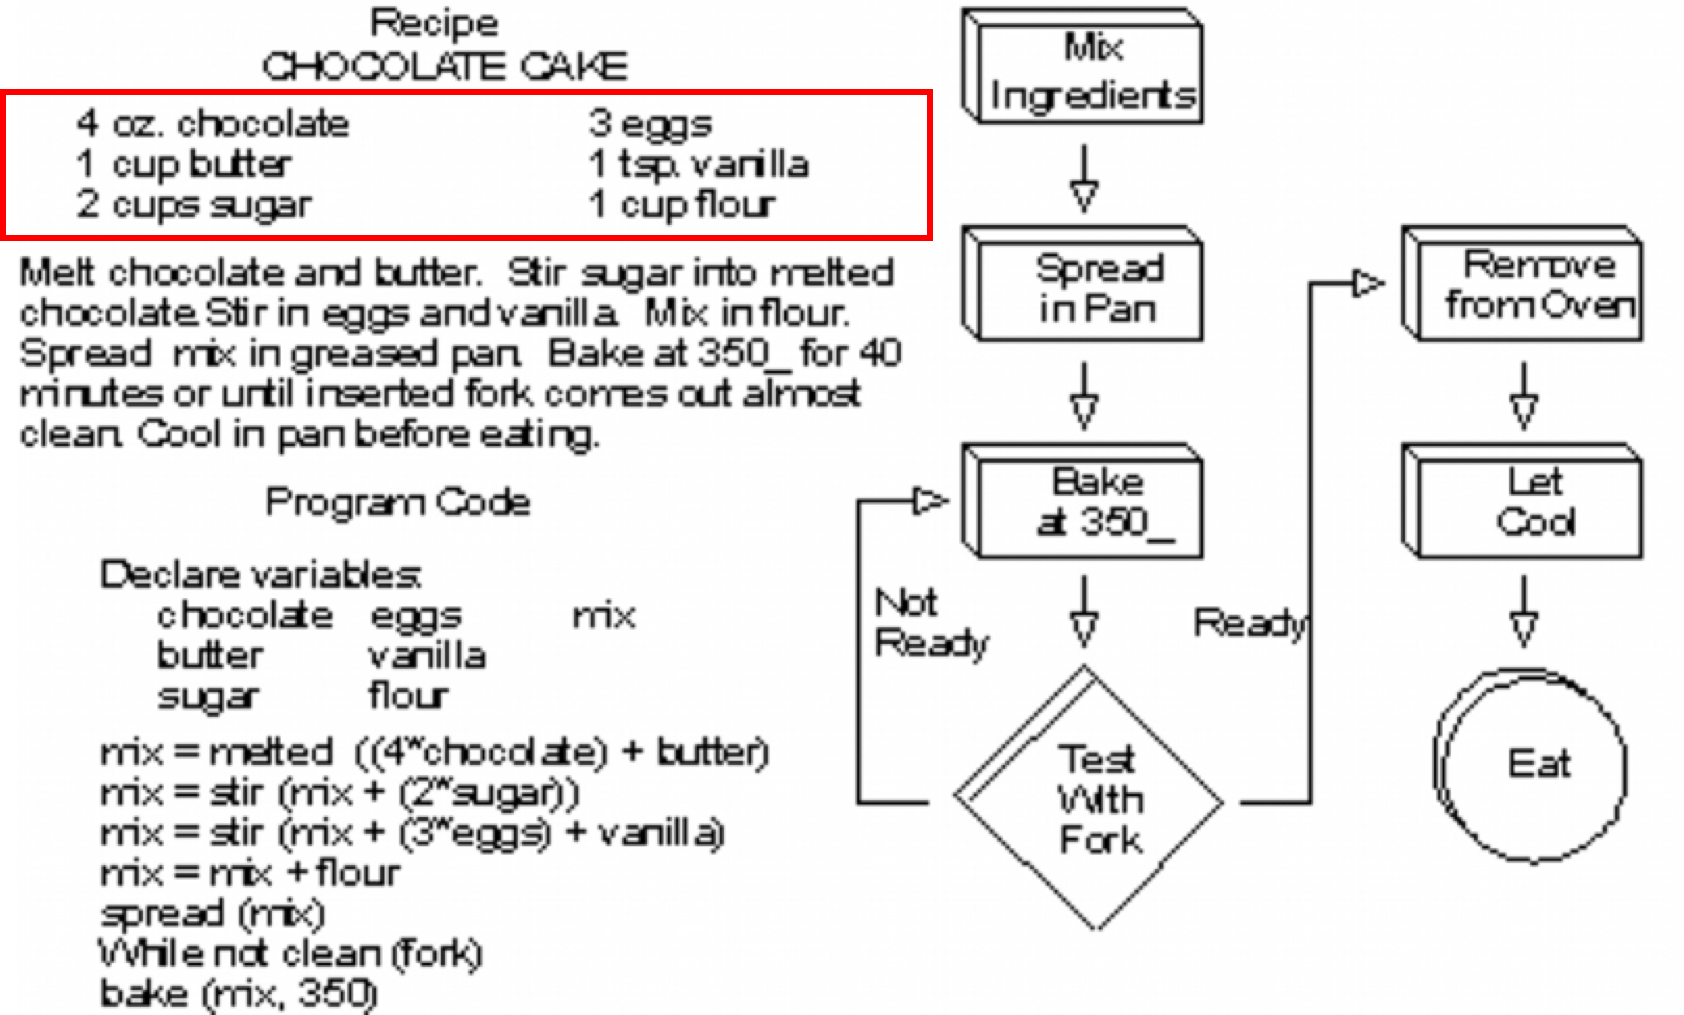 Recipe
CHOCOLATE CAKE
4 oz. chocolate 3 eggs
1 cup butter 1 tsp. vanilla
2 cups sugar 1 cup flour
Melt chocolate and butter. Stir sugar into melted
chocolate.Stir in eggs and vanilla. Mix in flour.
Spread mix in greased pan. Bake at 350_ for 40
minutes or until inserted fork comes out almost
clean. Cool in pan before eating.
Program Code
Declare variables:
chocolate eggs mix
butter vanilla
sugar flour
mix = melted ((4*chocolate) + butter)
mix = stir (mix + (2*sugar))
mix = stir (mix + (3*eggs) + vanilla)
mix = mix + flour
spread (mix)
While not clean (fork)
bake (mix, 350)
Mix
Ingredients
Spread
in Pan
Bake
at 350_
Not
Ready
Test
With
Fork
Ready
Remove
from Oven
Let
Cool
Eat